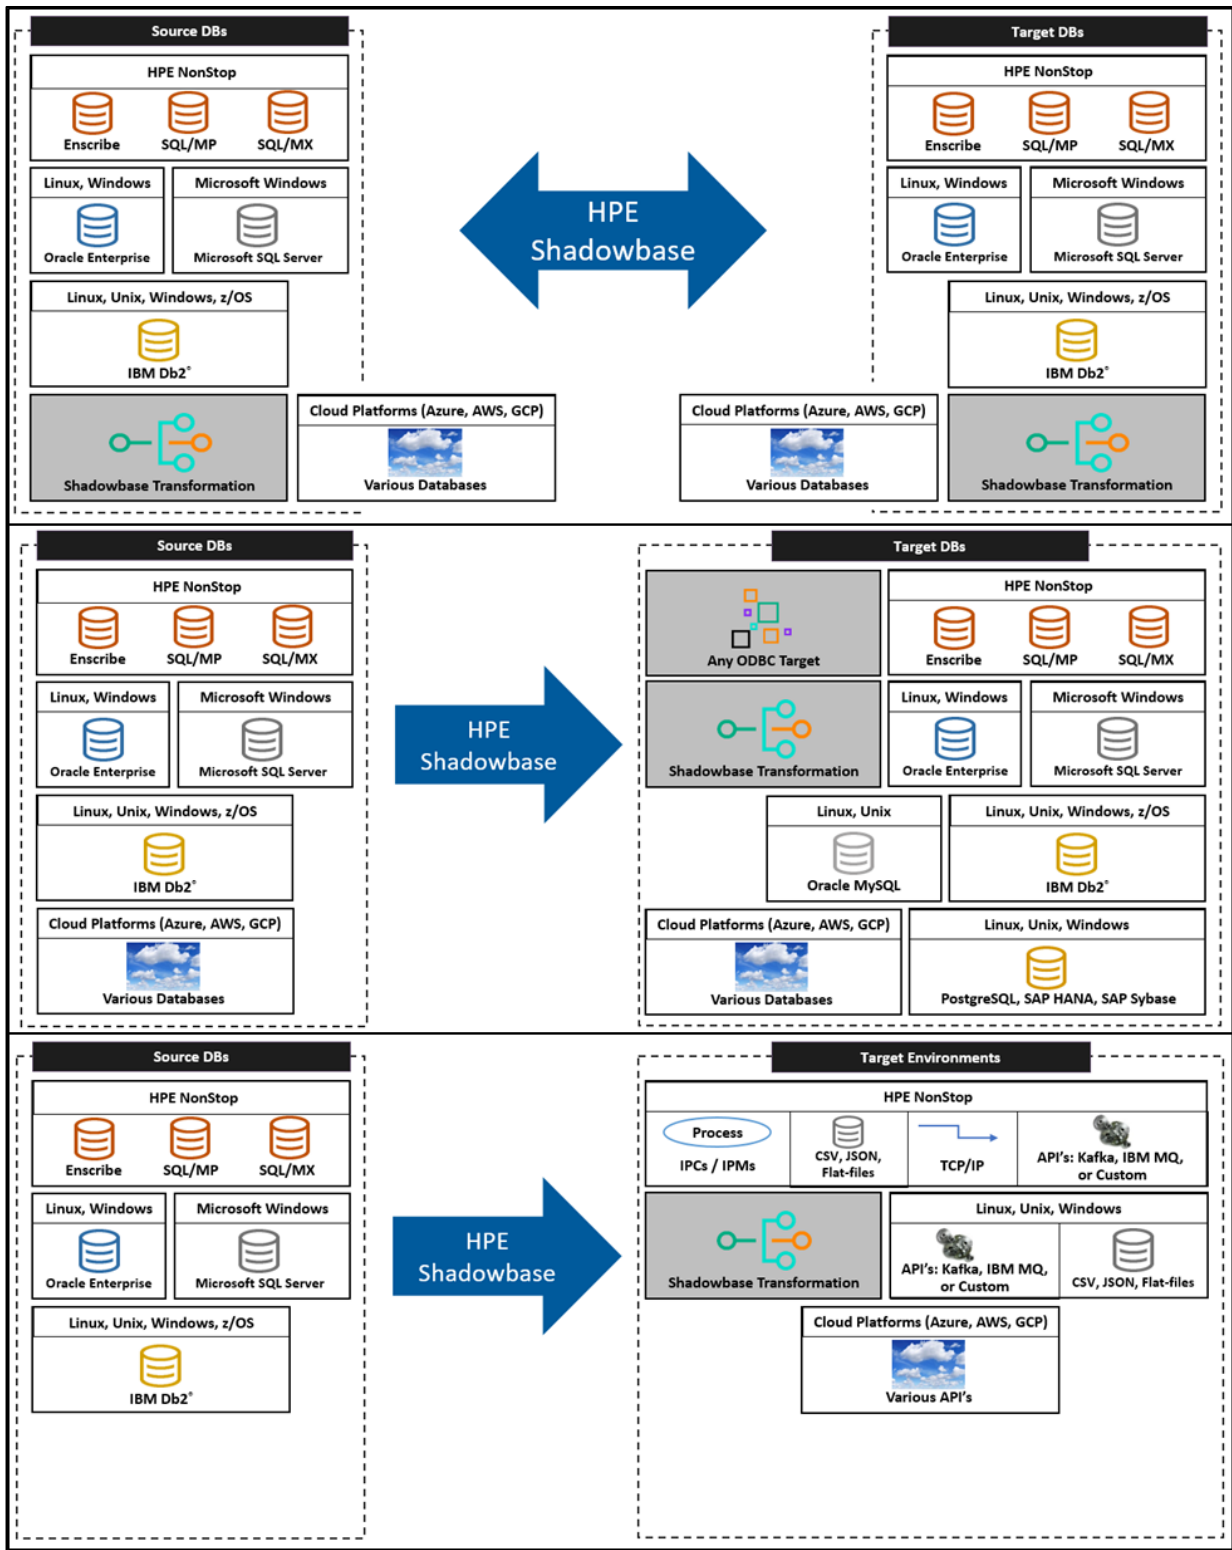 Source DBs
HPE NonStop
Enscribe
SQL/MP
SQL/MX
Linux, Windows
Oracle Enterprise
Microsoft Windows
Microsoft SQL Server
Linux, Unix, Windows, z/OS
IBM Db2®
Shadowbase Transformation
Cloud Platforms (Azure, AWS, GCP)
Various Databases
HPE
Shadowbase
Target DBs
HPE NonStop
Enscribe
SQL/MP
SQL/MX
Linux, Windows
Oracle Enterprise
Microsoft Windows
Microsoft SQL Server
Linux, Unix, Windows, z/OS
IBM Db2®
Cloud Platforms (Azure, AWS, GCP)
Various Databases
Shadowbase Transformation
Source DBs
HPE NonStop
Enscribe
SQL/MP
SQL/MX
Linux, Windows
Oracle Enterprise
Microsoft Windows
Microsoft SQL Server
Linux, Unix, Windows, z/OS
IBM Db2®
Cloud Platforms (Azure, AWS, GCP)
Various Databases
HPE
Shadowbase
Target DBs
Any ODBC Target
HPE NonStop
Enscribe
SQL/MP
SQL/MX
Shadowbase Transformation
Linux, Windows
Oracle Enterprise
Microsoft Windows
Microsoft SQL Server
Linux, Unix
Oracle MySQL
Linux, Unix, Windows, z/OS
IBM Db2®
Cloud Platforms (Azure, AWS, GCP)
Various Databases
Linux, Unix, Windows
PostgreSQL, SAP HANA, SAP Sybase
Source DBs
HPE NonStop
Enscribe
SQL/MP
SQL/MX
Linux, Windows
Oracle Enterprise
Microsoft Windows
Microsoft SQL Server
Linux, Unix, Windows, z/OS
IBM Db2®
HPE
Shadowbase
Target Environments
HPE NonStop
Process
IPCs / IPMs
CSV, JSON,
Flat-files
TCP/IP
API's: Kafka, IBM MQ,
or Custom
Shadowbase Transformation
Linux, Unix, Windows
API's: Kafka, IBM MQ,
or Custom
CSV, JSON, Flat-files
Cloud Platforms (Azure, AWS, GCP)
Various API's